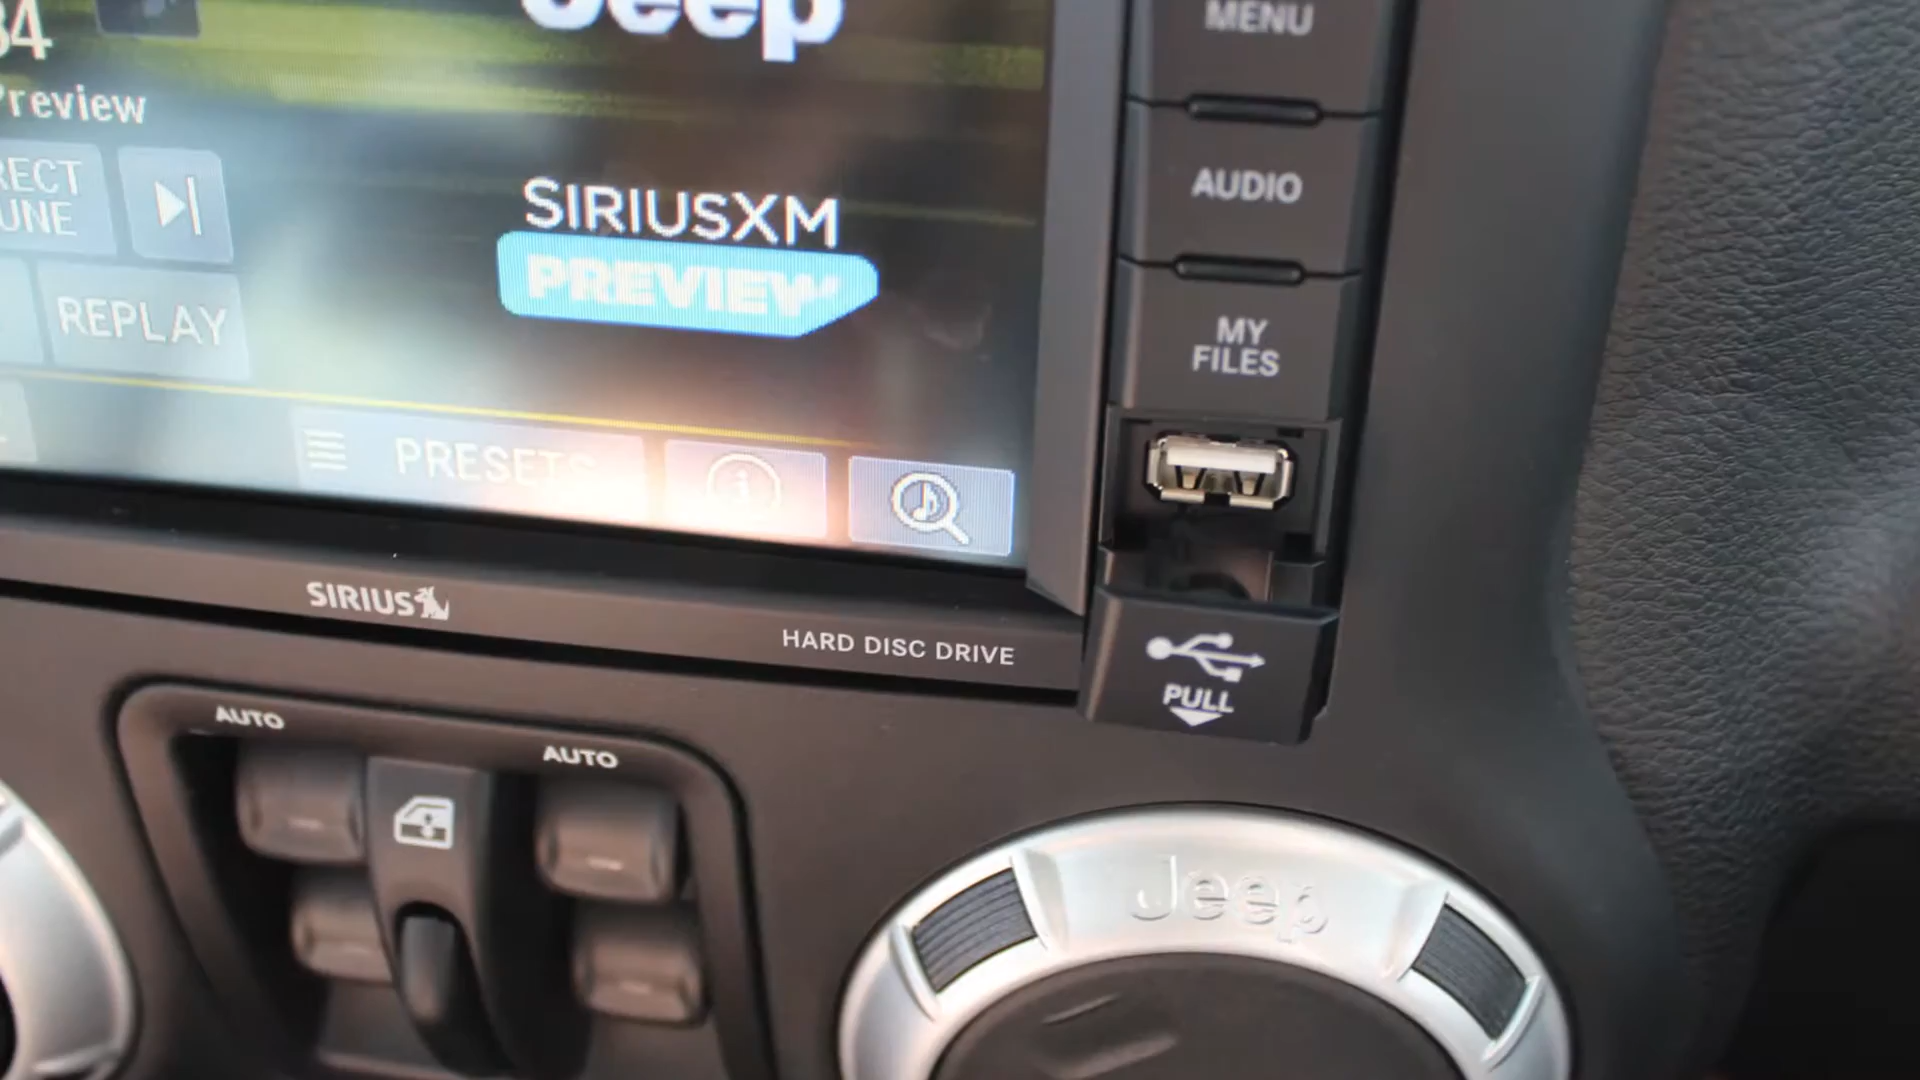 Jeep
84
Preview
RECT
UNE
SIRIUSXM
PREVIEW
REPLAY
PRESETS
MENU
AUDIO
MY
FILES
SIRIUS
HARD DISC DRIVE
PULL
AUTO
AUTO
Jeep